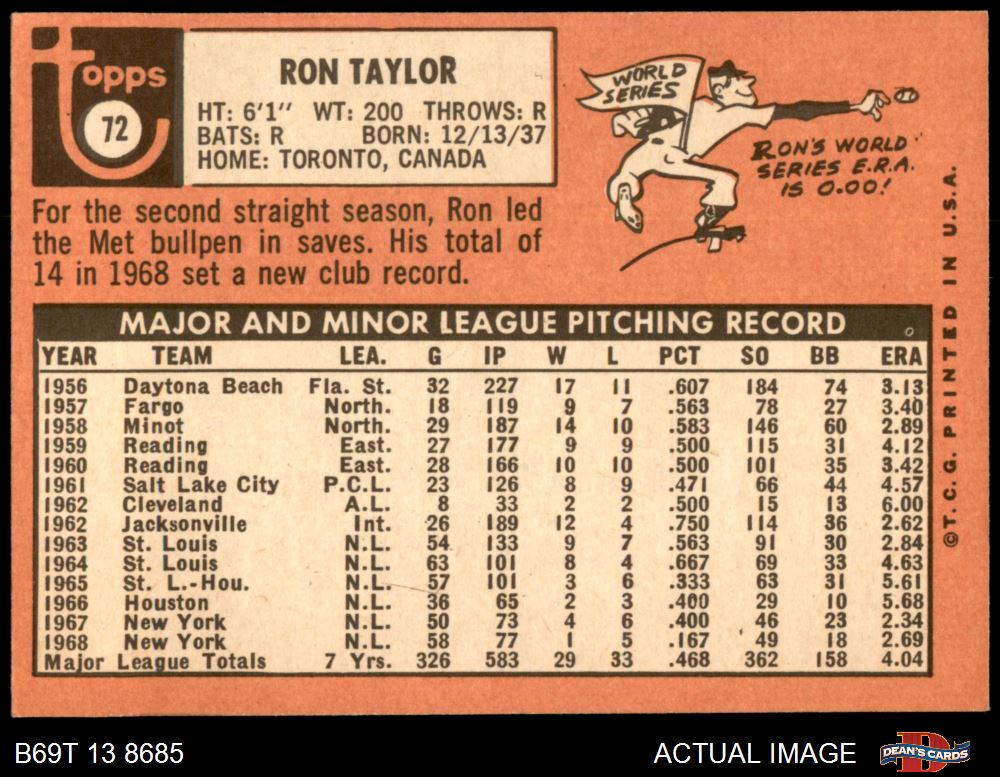 topps
72
RON TAYLOR
HT: 6'1" WT: 200 THROWS: R
BATS: R BORN: 12/13/37
HOME: TORONTO, CANADA
WORLD
SERIES
RON'S WORLD
SERIES E.R.A.
IS 0.00!
For the second straight season, Ron led
the Met bullpen in saves. His total of
14 in 1968 set a new club record.
MAJOR AND MINOR LEAGUE PITCHING RECORD
YEAR TEAM LEA. G IP W L PCT SO BB ERA
1956 Daytona Beach Fla. St. 32 227 17 11 .607 184 74 3.13
1957 Fargo North. 18 119 9 7 .563 78 27 3.40
1958 Minot North. 29 187 14 10 .583 146 60 2.89
1959 Reading East. 27 177 9 9 .500 115 31 4.12
1960 Reading East. 28 166 10 10 .500 101 35 3.42
1961 Salt Lake City P.C.L. 23 126 8 9 .471 66 44 4.57
1962 Cleveland A.L. 8 33 2 2 .500 15 13 6.00
1962 Jacksonville Int. 26 189 12 4 .750 114 36 2.62
1963 St. Louis N.L. 54 133 9 7 .563 91 30 2.84
1964 St. Louis N.L. 63 101 8 4 .667 69 33 4.63
1965 St. L.-Hou. N.L. 57 101 3 6 .333 63 31 5.61
1966 Houston N.L. 36 65 2 3 .400 29 10 5.68
1967 New York N.L. 50 73 4 6 .400 46 23 2.34
1968 New York N.L. 58 77 1 5 .167 49 18 2.69
Major League Totals 7 Yrs. 326 583 29 33 .468 362 158 4.04
©T.C.G. PRINTED IN U.S.A.
B69T 13 8685
ACTUAL IMAGE
D
DEAN'S CARDS